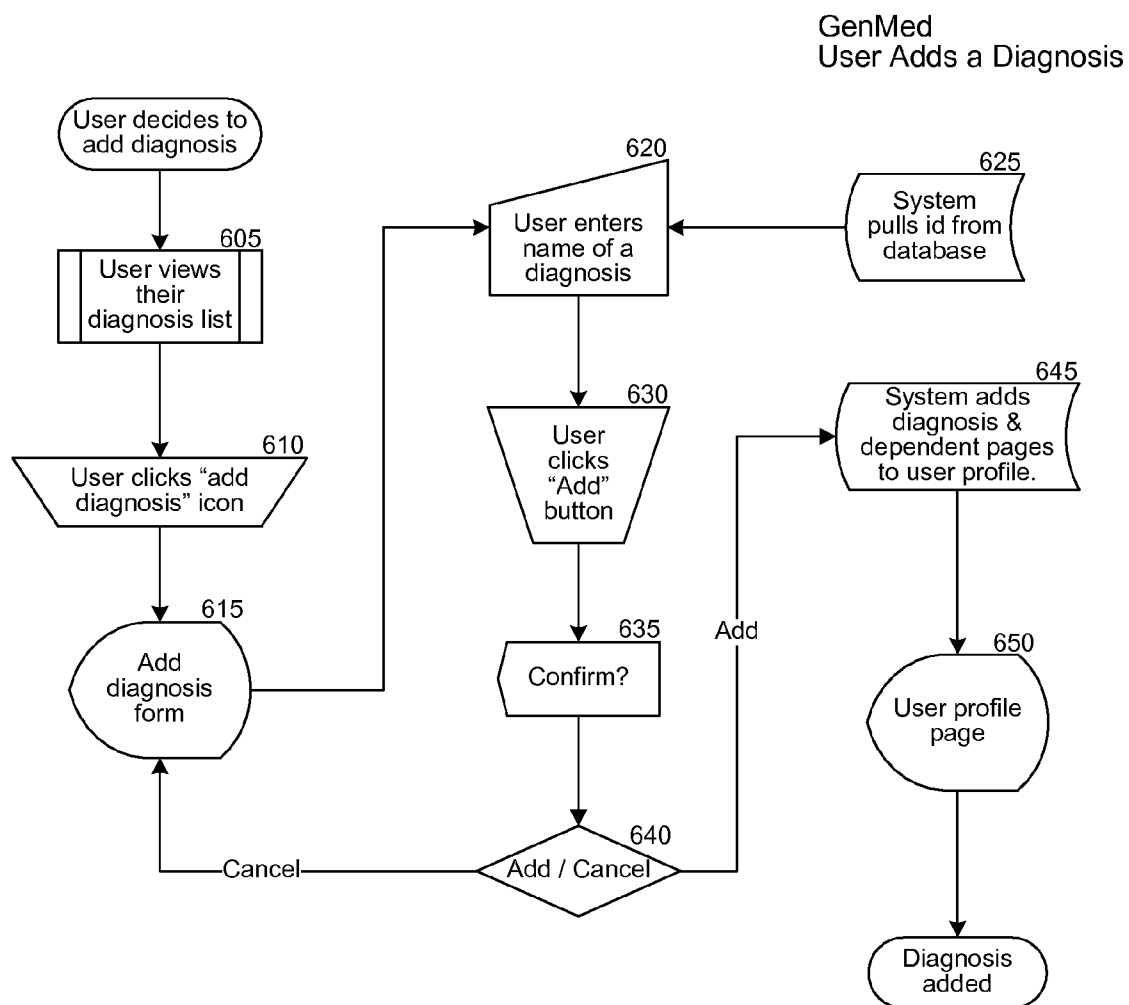 GenMed
User Adds a Diagnosis
User decides to
add diagnosis
605
User views
their
diagnosis list
610
User clicks “add
diagnosis” icon
615
Add
diagnosis
form
620
User enters
name of a
diagnosis
625
System
pulls id from
database
630
User
clicks
“Add”
button
635
Confirm?
640
Add / Cancel
Cancel
Add
645
System adds
diagnosis &
dependent pages
to user profile.
650
User profile
page
Diagnosis
added